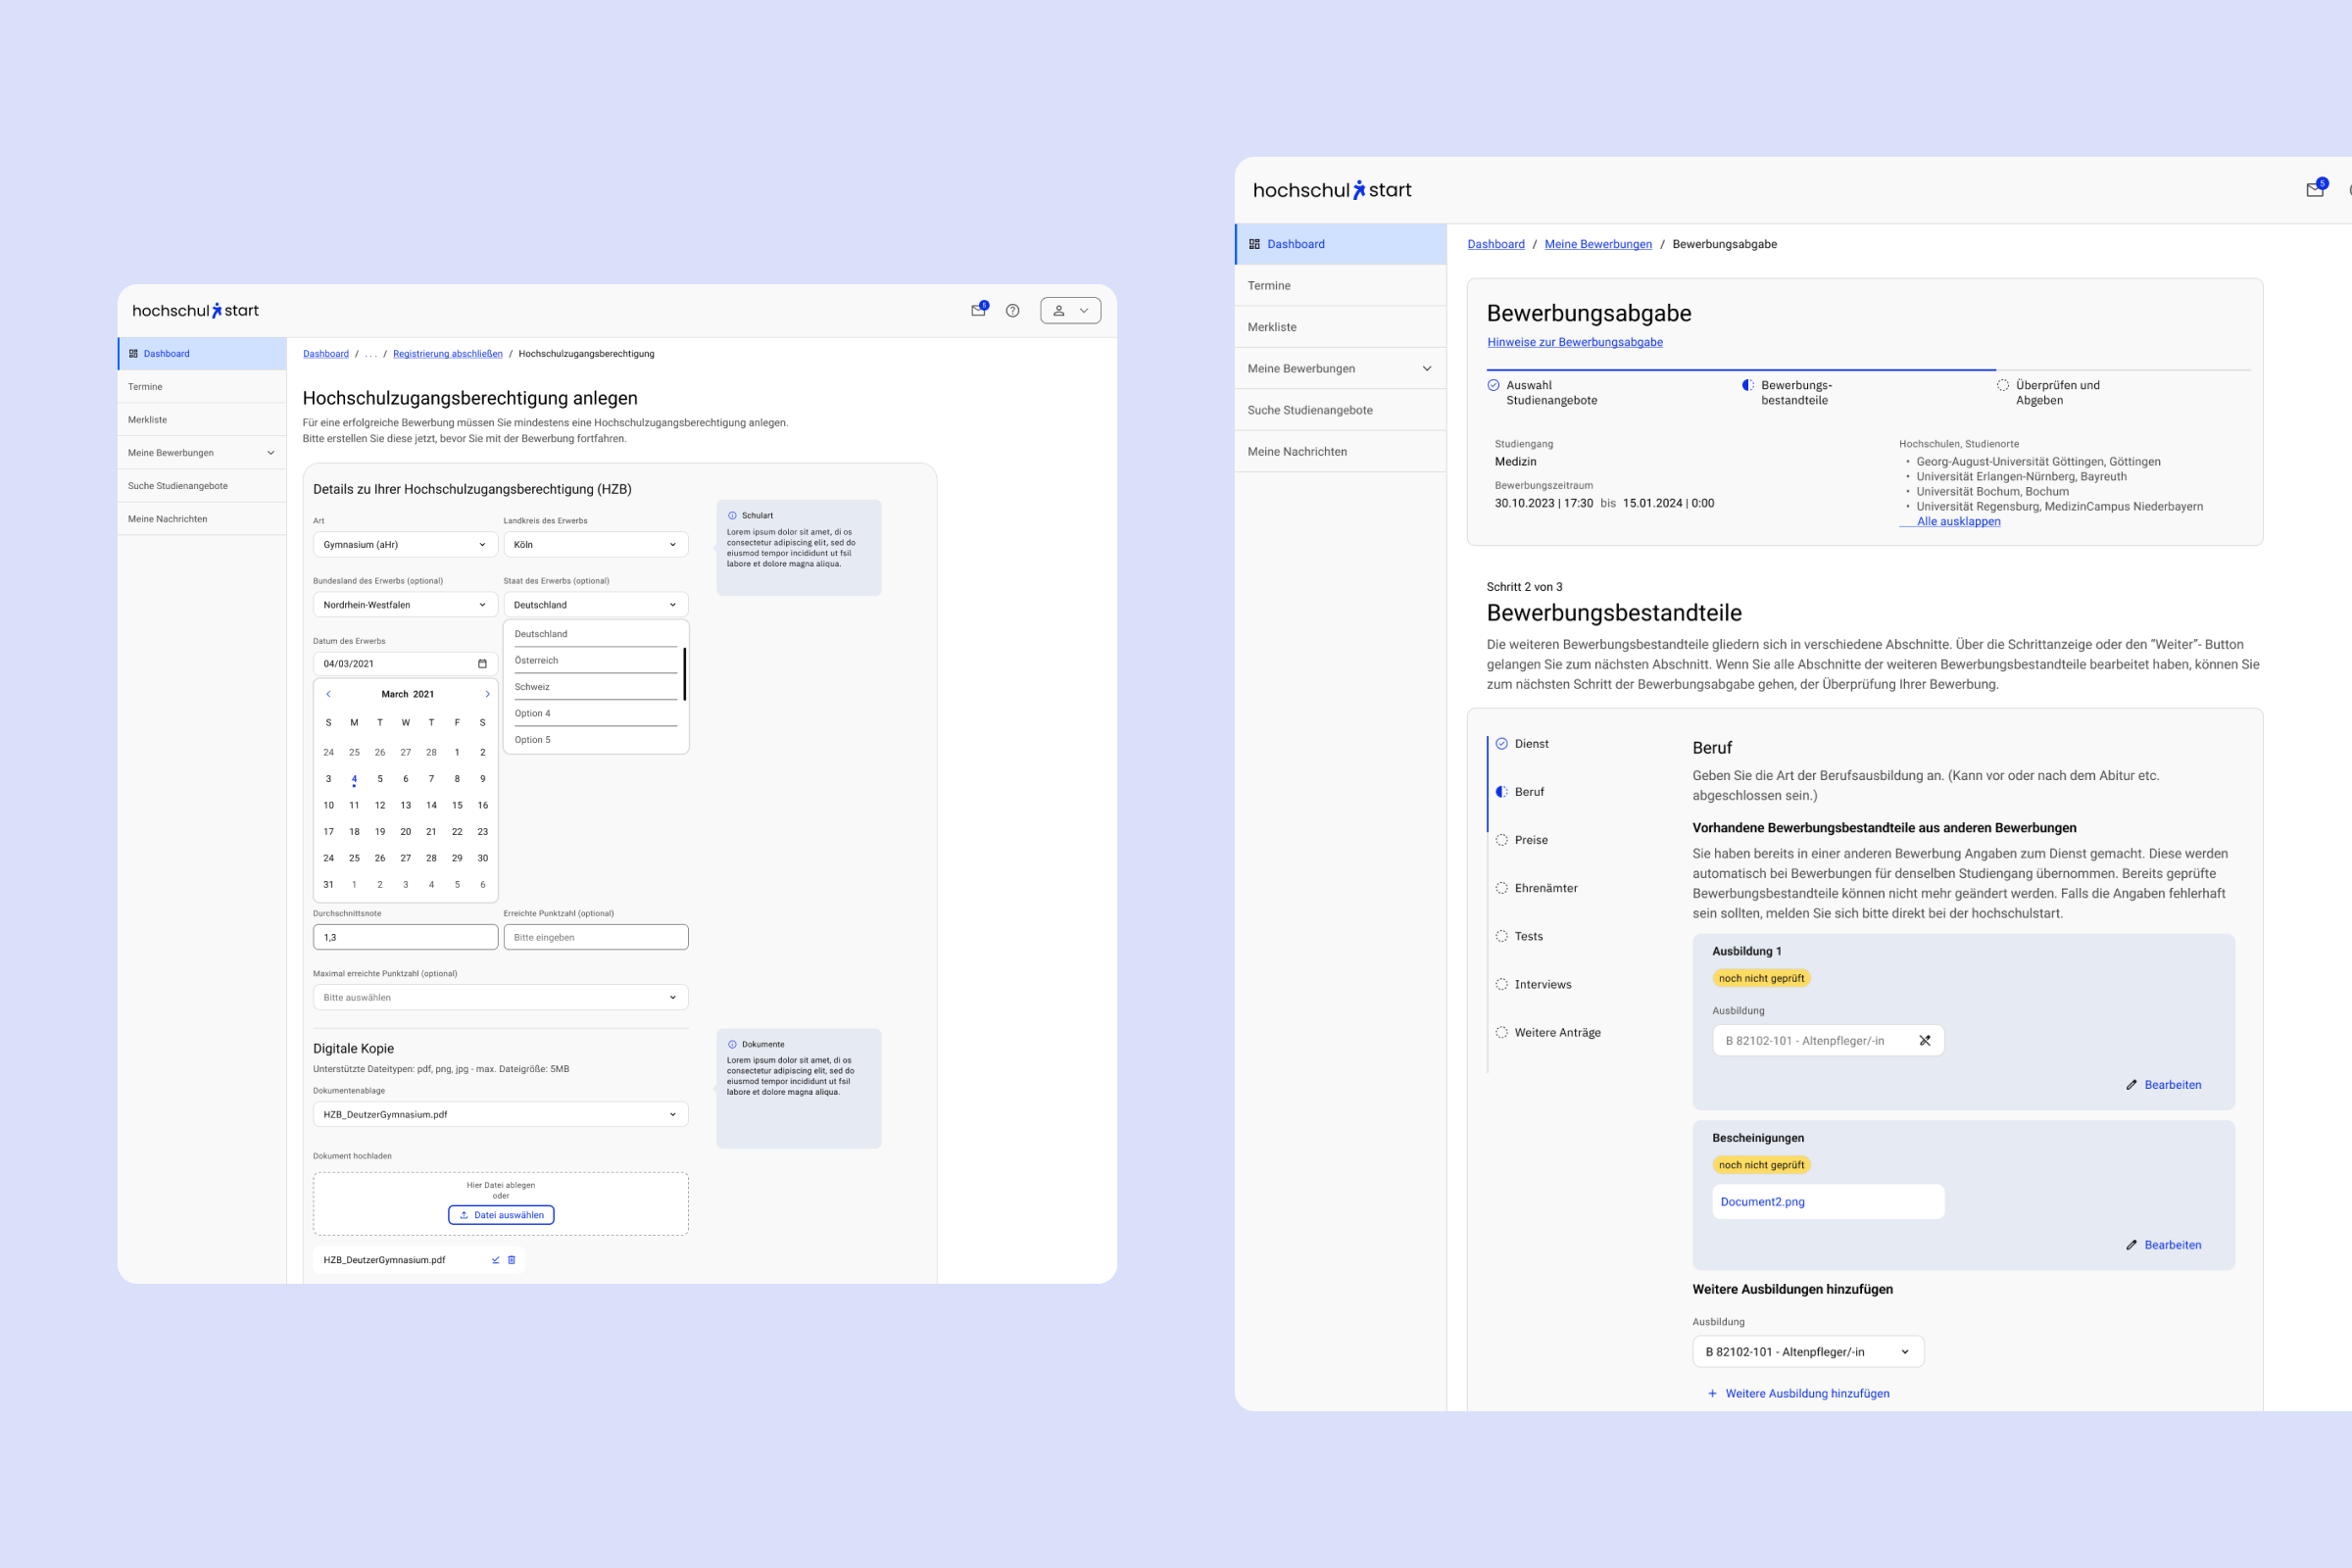 hochschul start
5
Dashboard
Termine
Merkliste
Meine Bewerbungen
Suche Studienangebote
Meine Nachrichten
Dashboard / ... / Registrierung abschließen / Hochschulzugangsberechtigung
Hochschulzugangsberechtigung anlegen
Für eine erfolgreiche Bewerbung müssen Sie mindestens eine Hochschulzugangsberechtigung anlegen.
Bitte erstellen Sie diese jetzt, bevor Sie mit der Bewerbung fortfahren.
Details zu Ihrer Hochschulzugangsberechtigung (HZB)
Art
Landkreis des Erwerbs
Gymnasium (aHr)
Köln
Schulart
Lorem ipsum dolor sit amet, di os
consectetur adipiscing elit, sed do
eiusmod tempor incididunt ut fsil
labore et dolore magna aliqua.
Bundesland des Erwerbs (optional)
Staat des Erwerbs (optional)
Nordrhein-Westfalen
Deutschland
Deutschland
Österreich
Schweiz
Option 4
Option 5
Datum des Erwerbs
04/03/2021
March 2021
S M T W T F S
24 25 26 27 28 1 2
3 4 5 6 7 8 9
10 11 12 13 14 15 16
17 18 19 20 21 22 23
24 25 26 27 28 29 30
31 1 2 3 4 5 6
Durchschnittsnote
Erreichte Punktzahl (optional)
1,3
Bitte eingeben
Maximal erreichte Punktzahl (optional)
Bitte auswählen
Digitale Kopie
Unterstützte Dateitypen: pdf, png, jpg - max. Dateigröße: 5MB
Dokumente
Lorem ipsum dolor sit amet, di os
consectetur adipiscing elit, sed do
eiusmod tempor incididunt ut fsil
labore et dolore magna aliqua.
Dokumentenablage
HZB_DeutzerGymnasium.pdf
Dokument hochladen
Hier Datei ablegen
oder
Datei auswählen
HZB_DeutzerGymnasium.pdf
hochschul start
5
Dashboard
Termine
Merkliste
Meine Bewerbungen
Suche Studienangebote
Meine Nachrichten
Dashboard / Meine Bewerbungen / Bewerbungsabgabe
Bewerbungsabgabe
Hinweise zur Bewerbungsabgabe
Auswahl
Studienangebote
Bewerbungs-
bestandteile
Überprüfen und
Abgeben
Studiengang
Medizin
Bewerbungszeitraum
30.10.2023 | 17:30 bis 15.01.2024 | 0:00
Hochschulen, Studienorte
• Georg-August-Universität Göttingen, Göttingen
• Universität Erlangen-Nürnberg, Bayreuth
• Universität Bochum, Bochum
• Universität Regensburg, MedizinCampus Niederbayern
Alle ausklappen
Schritt 2 von 3
Bewerbungsbestandteile
Die weiteren Bewerbungsbestandteile gliedern sich in verschiedene Abschnitte. Über die Schrittanzeige oder den "Weiter"- Button
gelangen Sie zum nächsten Abschnitt. Wenn Sie alle Abschnitte der weiteren Bewerbungsbestandteile bearbeitet haben, können Sie
zum nächsten Schritt der Bewerbungsabgabe gehen, der Überprüfung Ihrer Bewerbung.
Dienst
Beruf
Preise
Ehrenämter
Tests
Interviews
Weitere Anträge
Beruf
Geben Sie die Art der Berufsausbildung an. (Kann vor oder nach dem Abitur etc.
abgeschlossen sein.)
Vorhandene Bewerbungsbestandteile aus anderen Bewerbungen
Sie haben bereits in einer anderen Bewerbung Angaben zum Dienst gemacht. Diese werden
automatisch bei Bewerbungen für denselben Studiengang übernommen. Bereits geprüfte
Bewerbungsbestandteile können nicht mehr geändert werden. Falls die Angaben fehlerhaft
sein sollten, melden Sie sich bitte direkt bei der hochschulstart.
Ausbildung 1
noch nicht geprüft
Ausbildung
B 82102-101 - Altenpfleger/-in
Bearbeiten
Bescheinigungen
noch nicht geprüft
Document2.png
Bearbeiten
Weitere Ausbildungen hinzufügen
Ausbildung
B 82102-101 - Altenpfleger/-in
+ Weitere Ausbildung hinzufügen